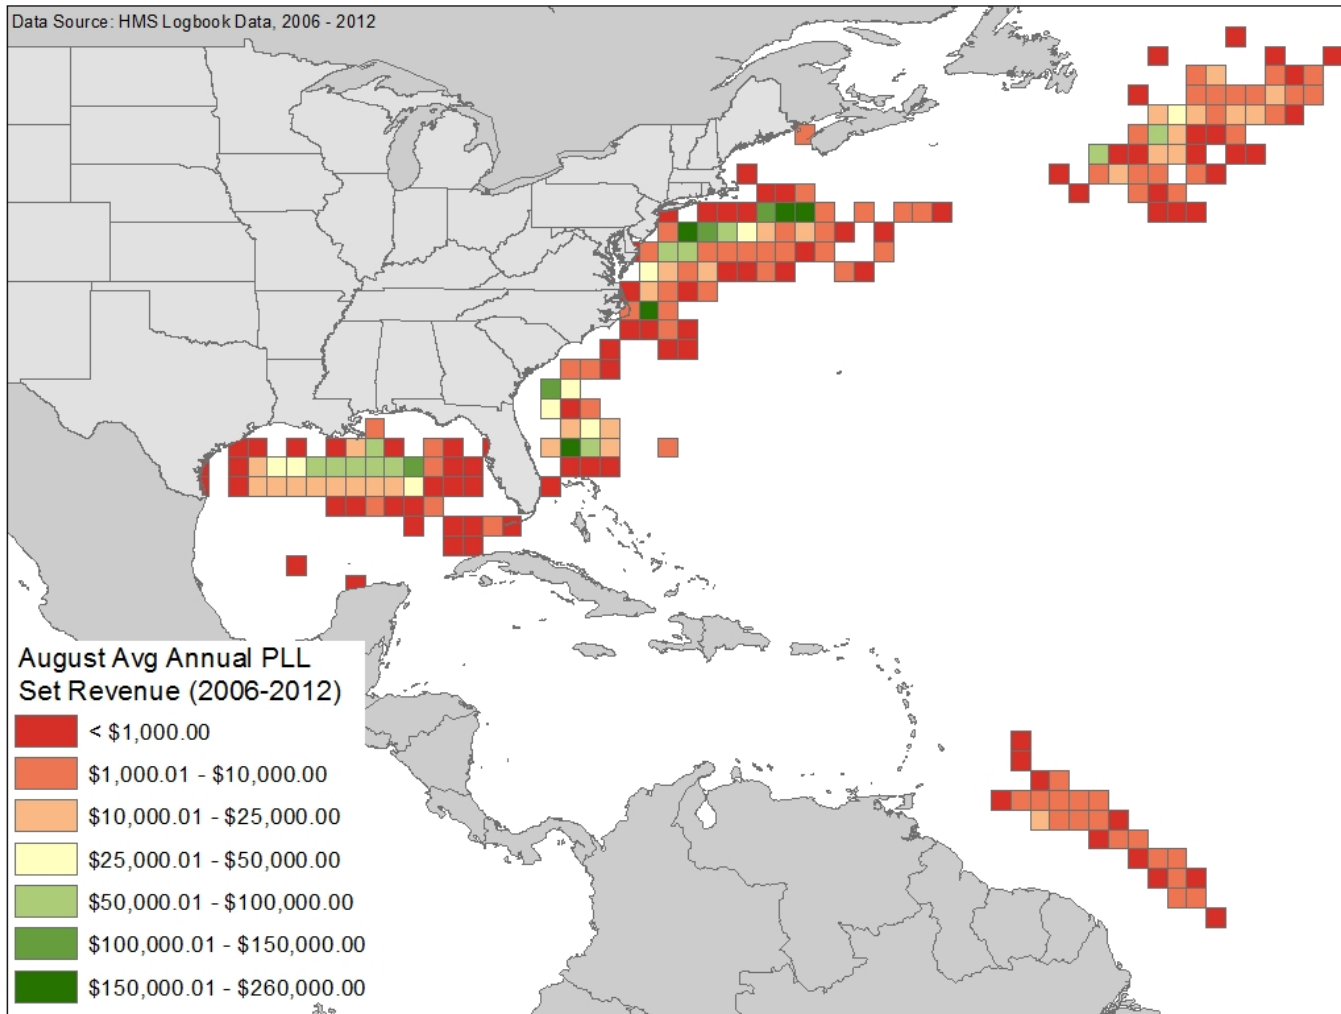 Data Source: HMS Logbook Data, 2006 - 2012
August Avg Annual PLL
Set Revenue (2006-2012)
< $1,000.00
$1,000.01 - $10,000.00
$10,000.01 - $25,000.00
$25,000.01 - $50,000.00
$50,000.01 - $100,000.00
$100,000.01 - $150,000.00
$150,000.01 - $260,000.00